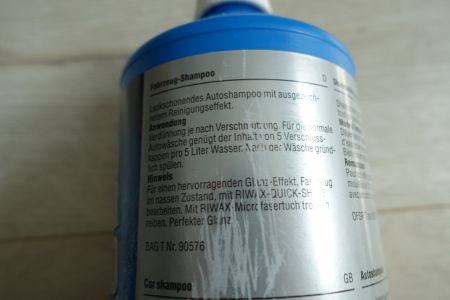 Fahrzeug-Shampoo D
Lackschonendes Autoshampoo mit ausgezeich-
netem Reinigungseffekt.
Anwendung
Verdünnung je nach Verschmutzung. Für die normale
Autowäsche genügt der Inhalt von 5 Verschluss-
kappen pro 5 Liter Wasser. Nach der Wäsche gründ-
lich spülen.
Hinweis
Für einen hervorragenden Glanz-Effekt, Fahrzeug
im nassen Zustand, mit RIWAX-QUICK-SHINE
bearbeiten. Mit RIWAX-Microfasertuch trocken
reiben. Perfekter Glanz
BAG T Nr. 90576
Car shampoo GB
Autoshampoo